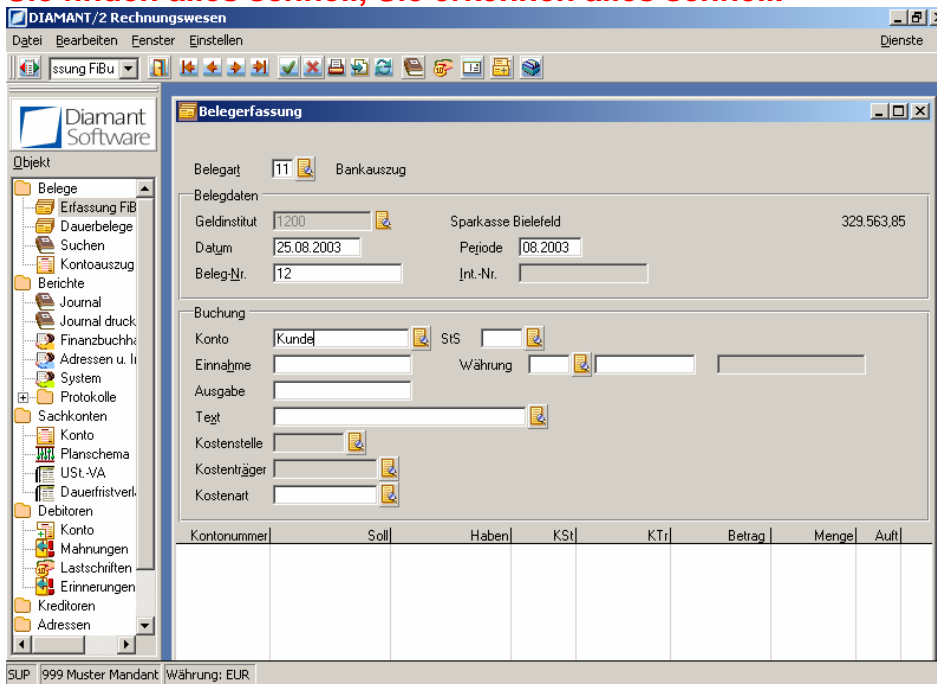 DIAMANT/2 Rechnungswesen
Datei Bearbeiten Fenster Einstellen Dienste
ssung FiBu
Diamant
Software
Objekt
Belege
Erfassung FiB
Dauerbelege
Suchen
Kontoauszug
Berichte
Journal
Journal druck
Finanzbuchha
Adressen u. I
System
Protokolle
Sachkonten
Konto
Planschema
USt.-VA
Dauerfristverl
Debitoren
Konto
Mahnungen
Lastschriften
Erinnerungen
Kreditoren
Adressen
Belegerfassung
Belegart 11 Bankauszug
Belegdaten
Geldinstitut 1200 Sparkasse Bielefeld 329.563,85
Datum 25.08.2003 Periode 08.2003
Beleg-Nr. 12 Int.-Nr.
Buchung
Konto Kunde StS
Einnahme Währung
Ausgabe
Text
Kostenstelle
Kostenträger
Kostenart
Kontonummer Soll Haben KSt KTr Betrag Menge Auft
SUP 999 Muster Mandant Währung: EUR